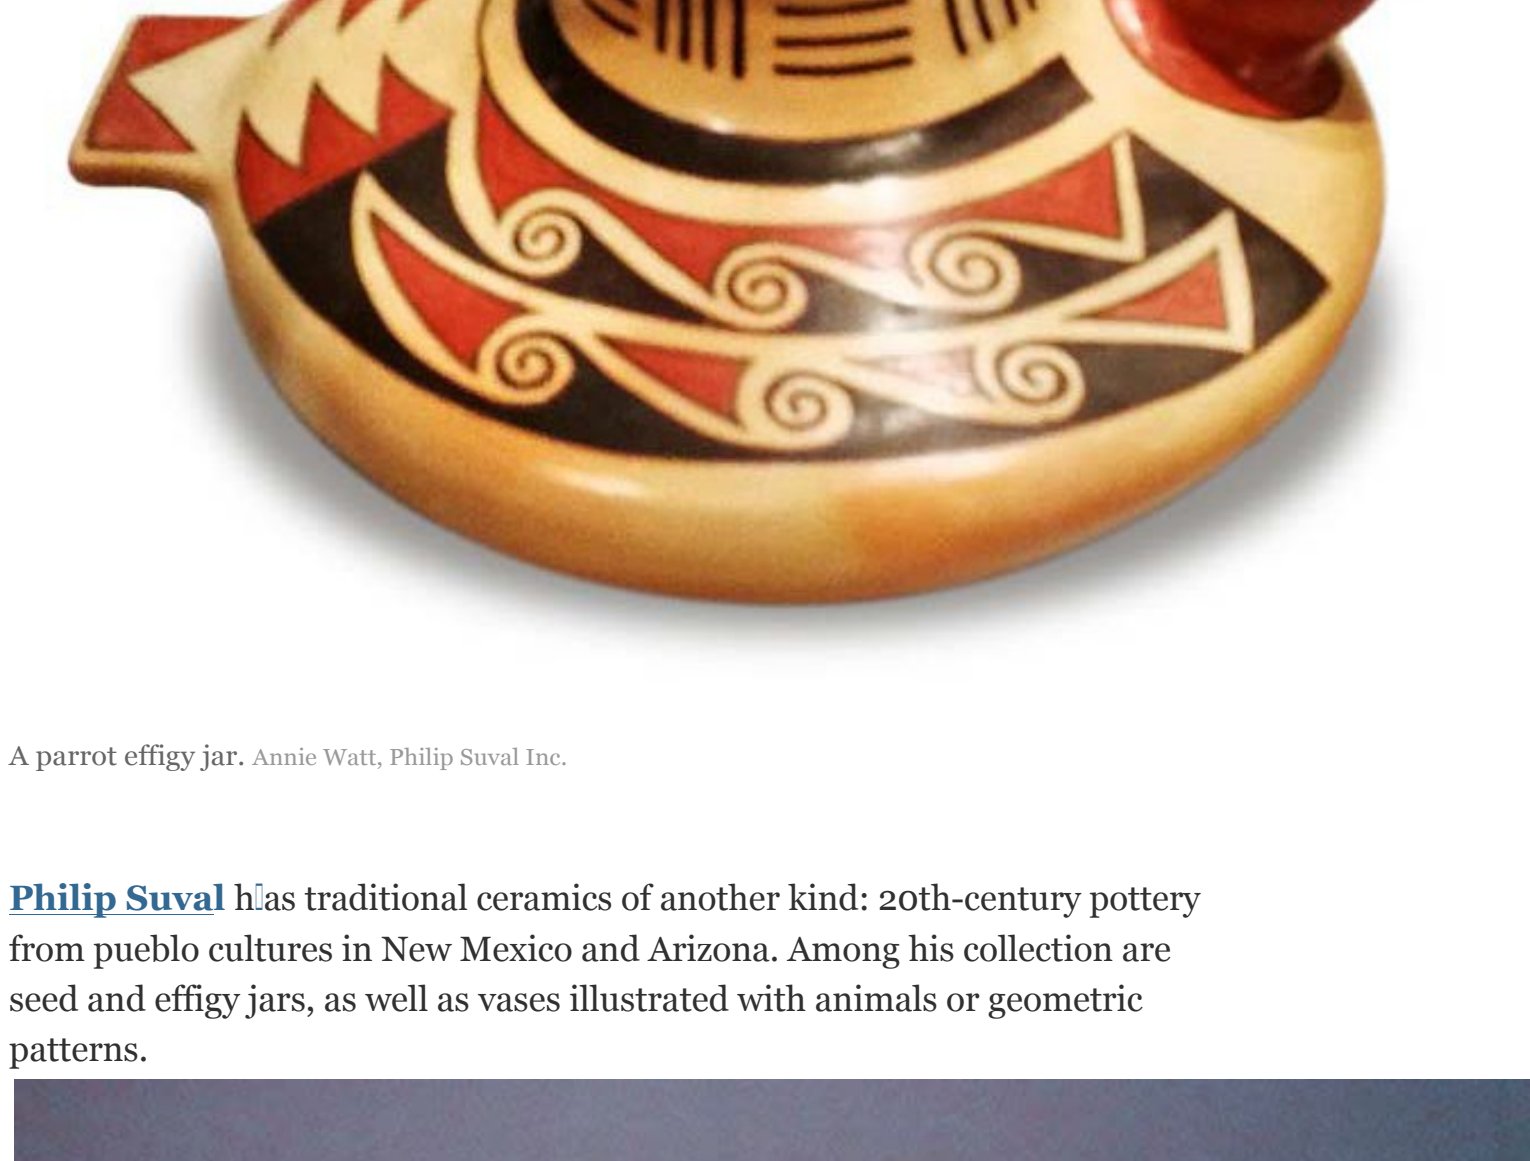 A parrot effigy jar. Annie Watt, Philip Suval Inc.
Philip Suval has traditional ceramics of another kind: 20th-century pottery
from pueblo cultures in New Mexico and Arizona. Among his collection are
seed and effigy jars, as well as vases illustrated with animals or geometric
patterns.